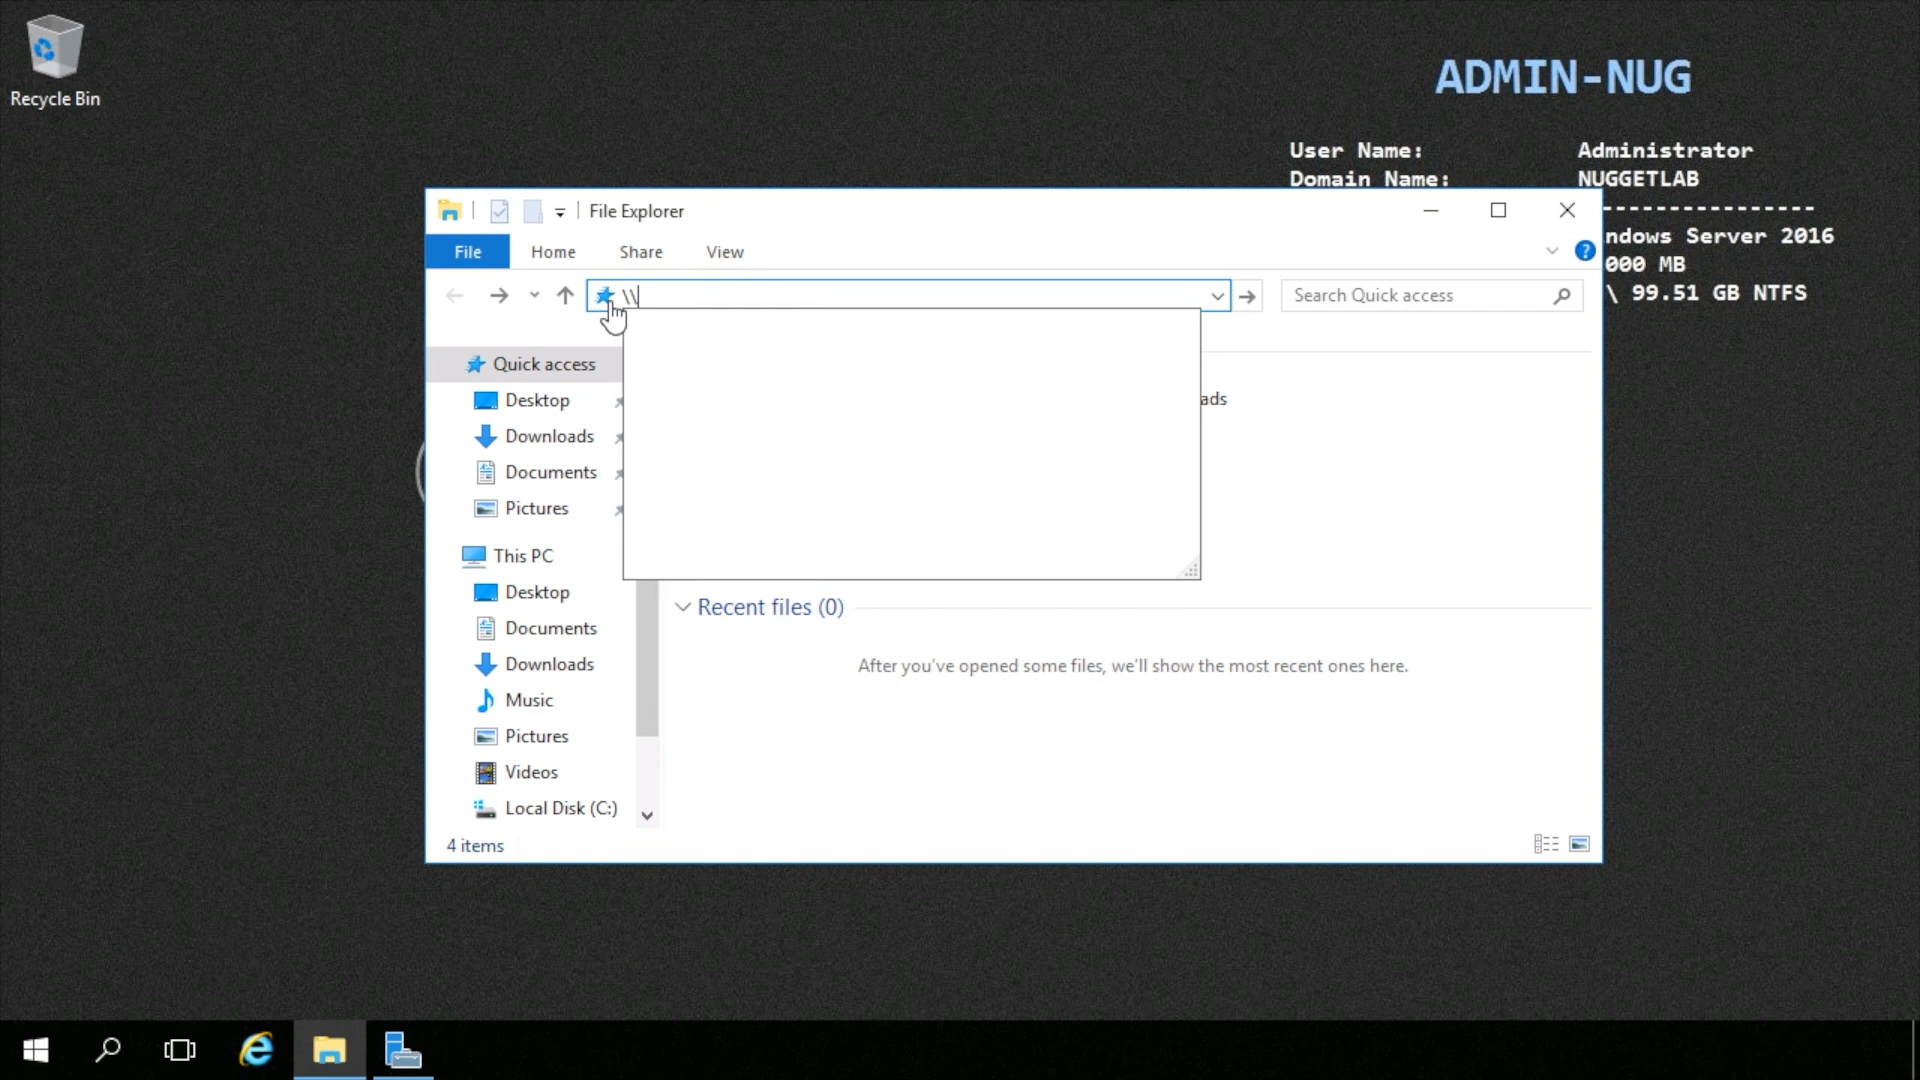 Recycle Bin
ADMIN-NUG
User Name: Administrator
Domain Name: NUGGETLAB
----------------
ndows Server 2016
000 MB
\ 99.51 GB NTFS
File Explorer
File Home Share View
\\
Search Quick access
Quick access
Desktop
Downloads
Documents
Pictures
This PC
Desktop
Documents
Downloads
Music
Pictures
Videos
Local Disk (C:)
ads
Recent files (0)
After you've opened some files, we'll show the most recent ones here.
4 items